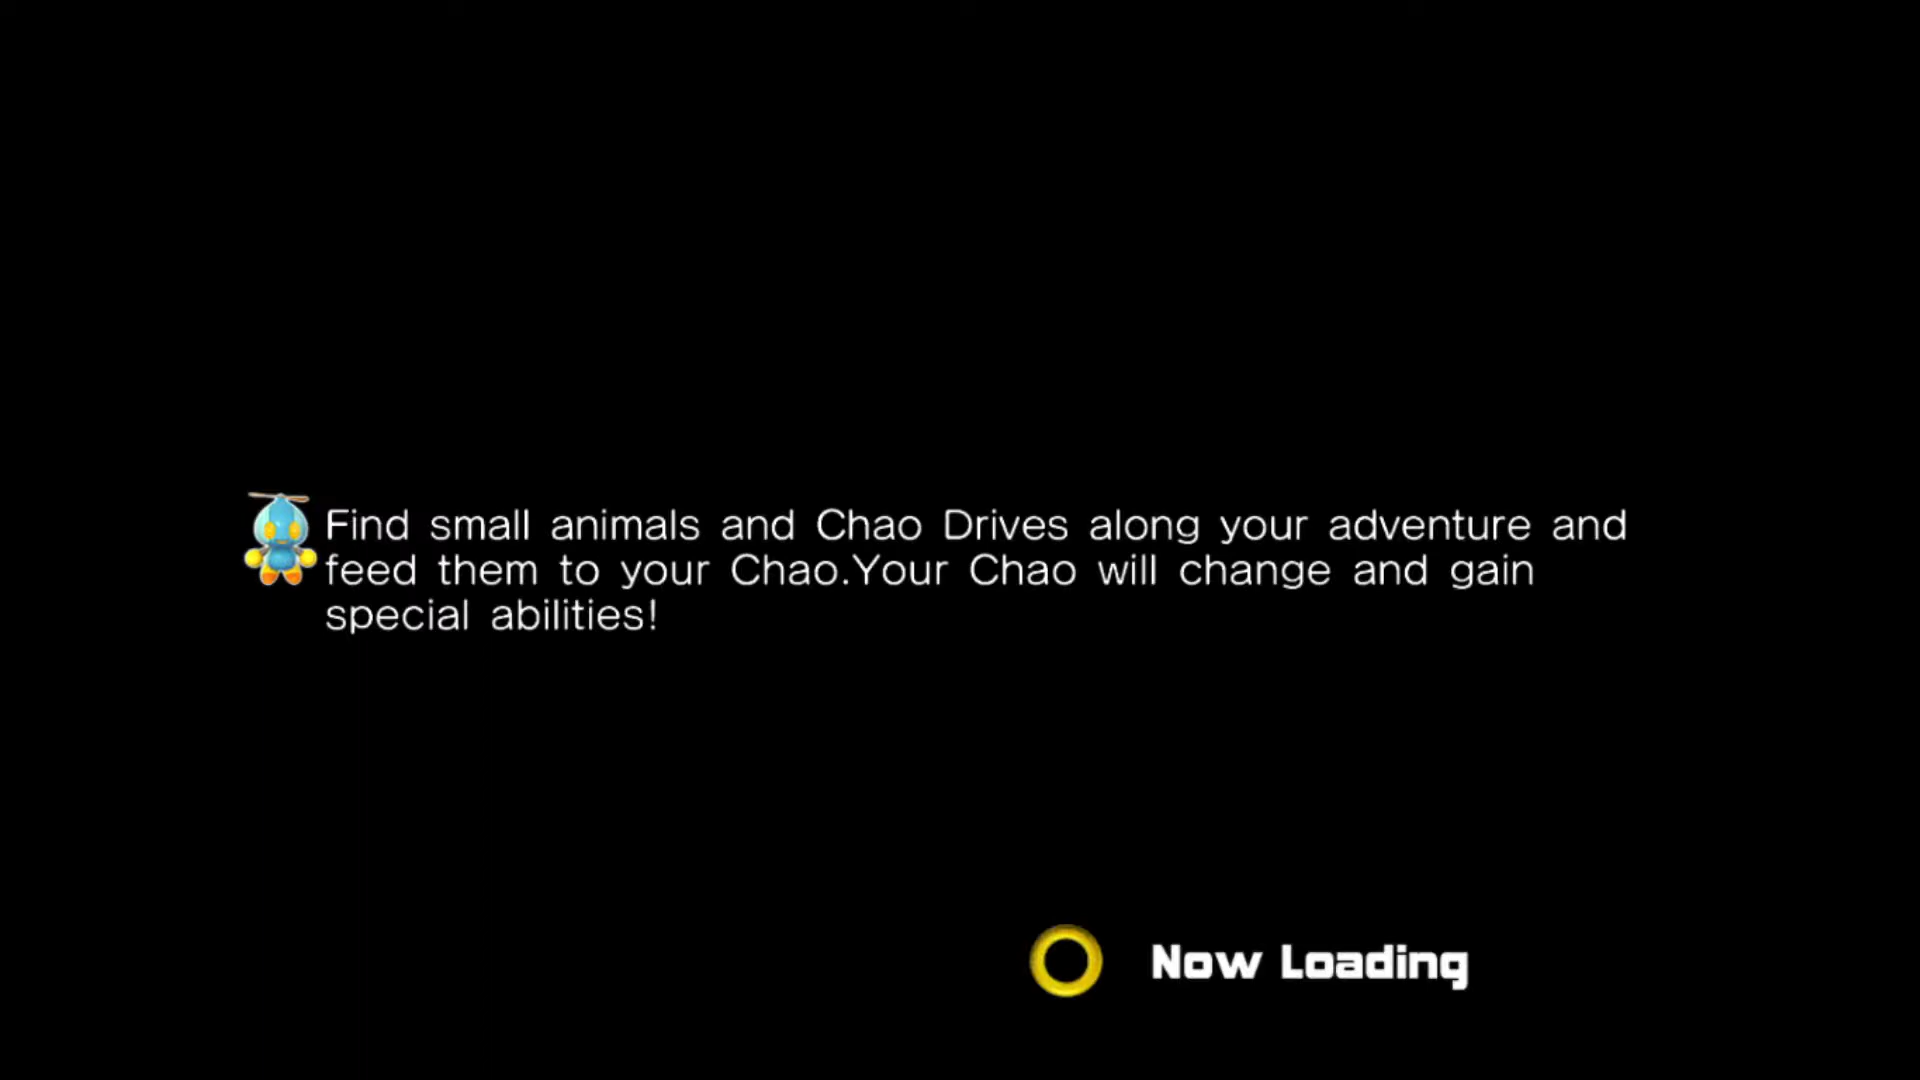 Find small animals and Chao Drives along your adventure and
feed them to your Chao.Your Chao will change and gain
special abilities!
Now Loading